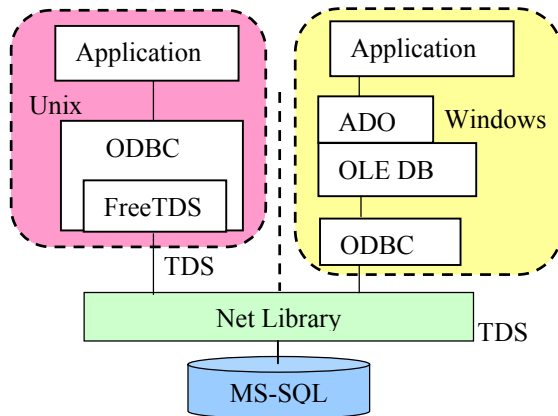 Application
Unix
ODBC
FreeTDS
TDS
Application
ADO
Windows
OLE DB
ODBC
Net Library
TDS
MS-SQL